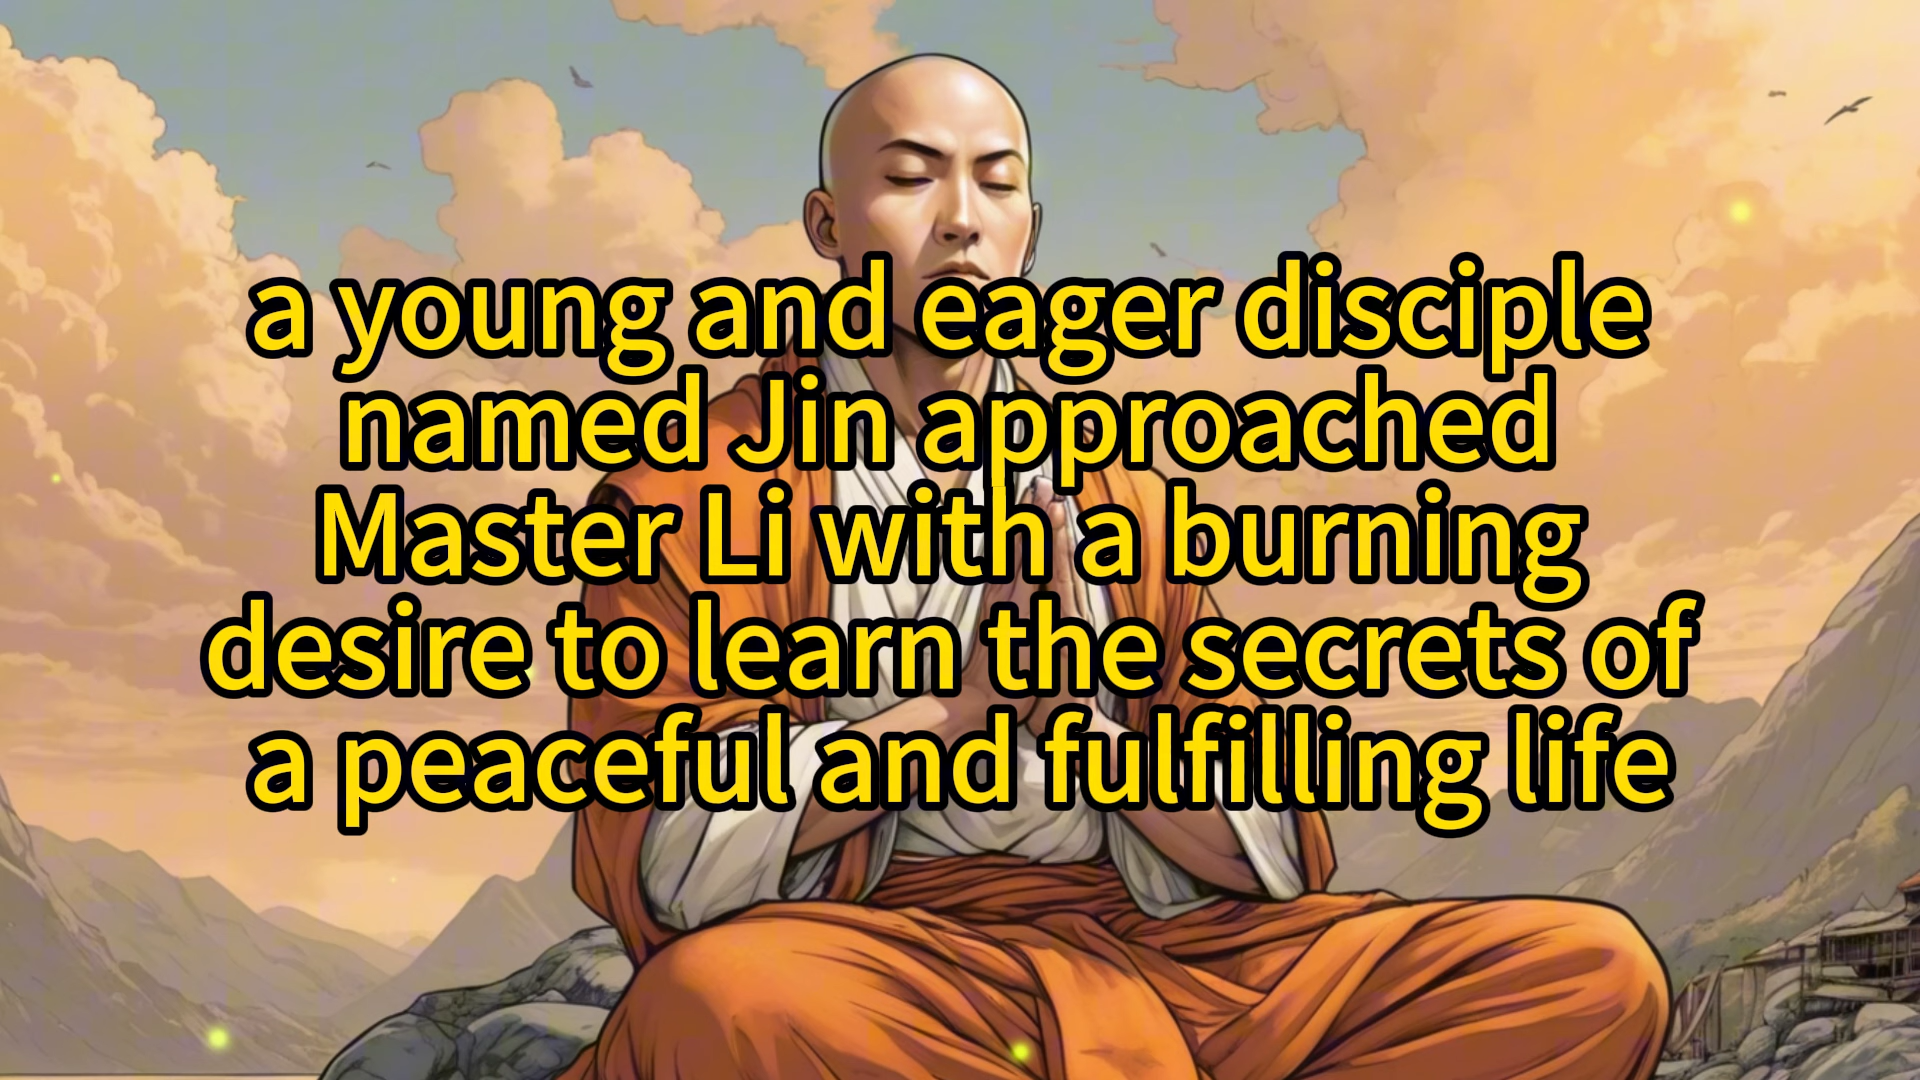 a young and eager disciple
named Jin approached
Master Li with a burning
desire to learn the secrets of
a peaceful and fulfilling life